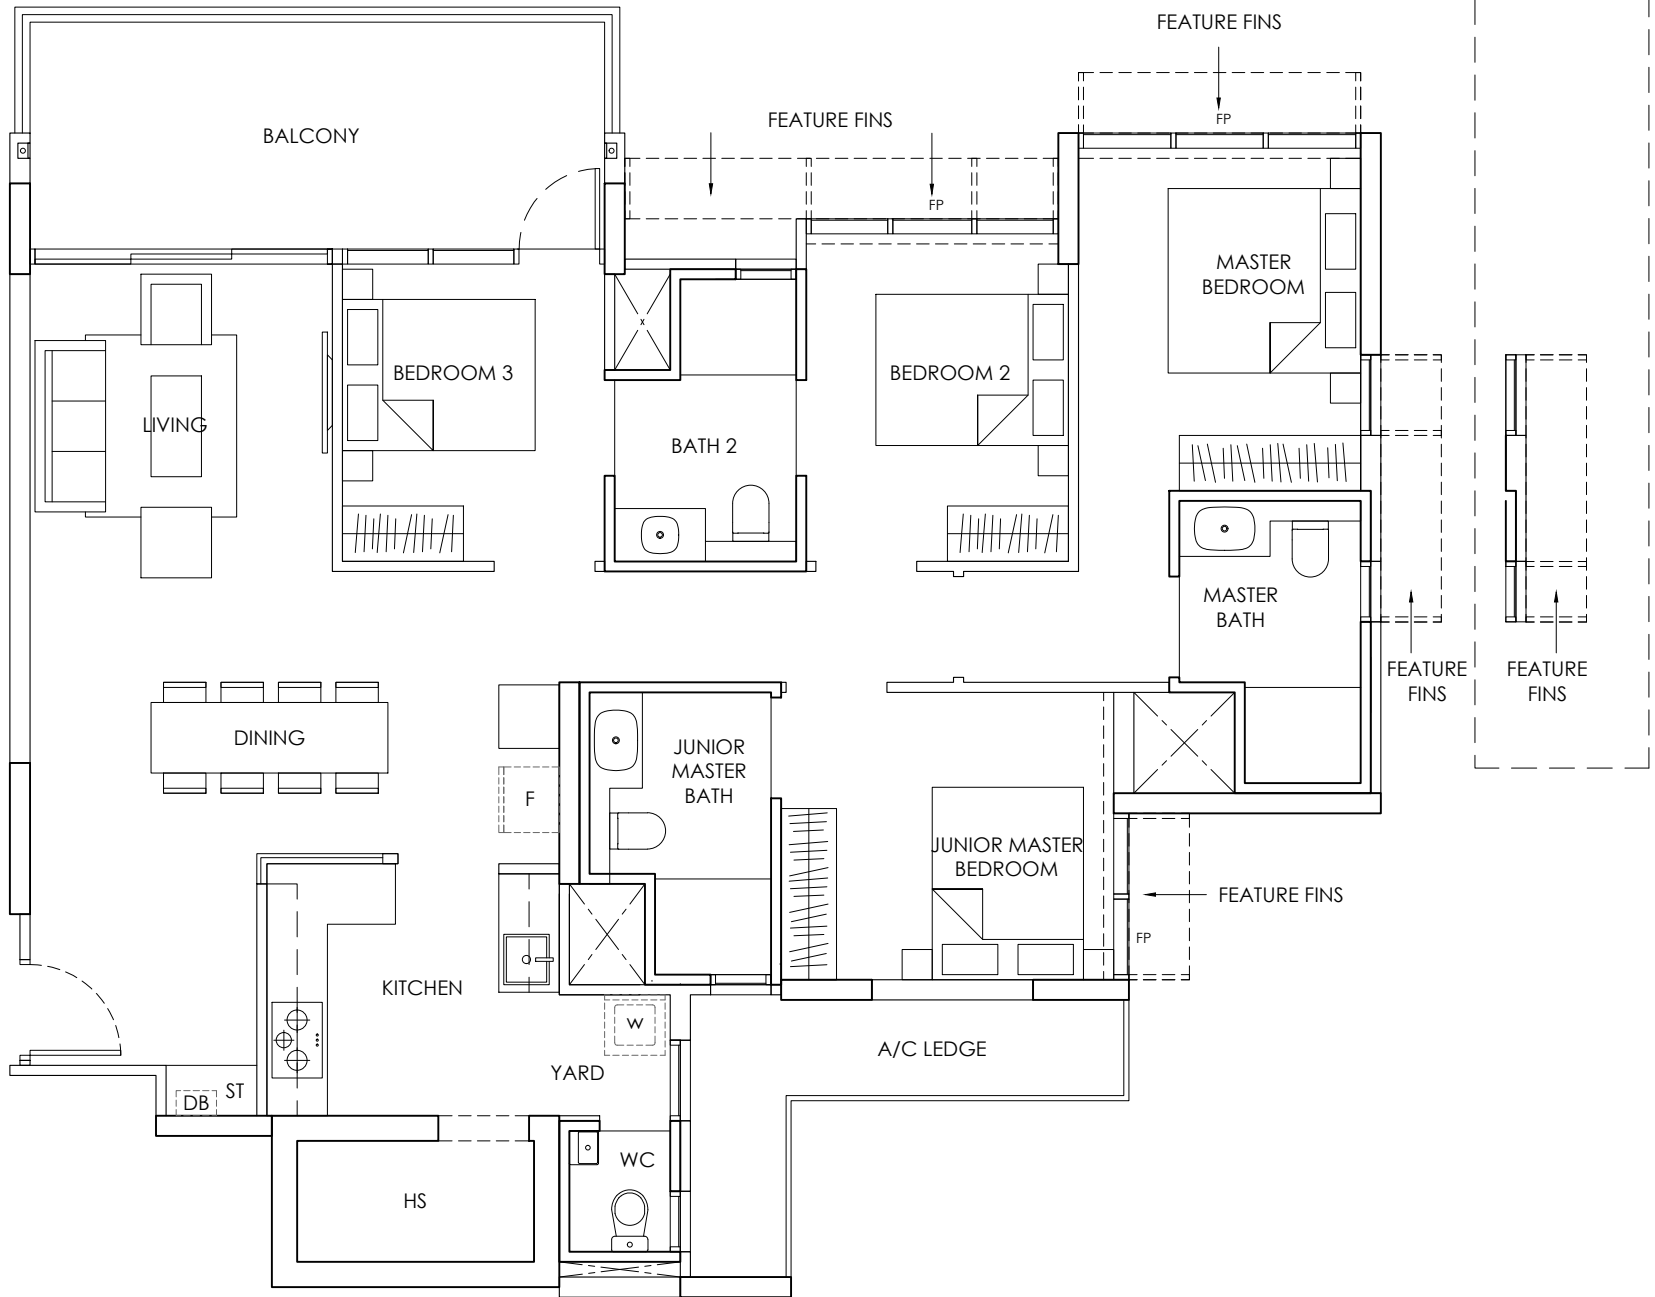 FEATURE FINS
FP
FEATURE FINS
FP
BALCONY
MASTER
BEDROOM
BEDROOM 3
BEDROOM 2
LIVING
BATH 2
MASTER
BATH
FEATURE
FINS
FEATURE
FINS
DINING
JUNIOR
MASTER
BATH
F
JUNIOR MASTER
BEDROOM
FEATURE FINS
FP
KITCHEN
W
A/C LEDGE
YARD
ST
DB
WC
HS